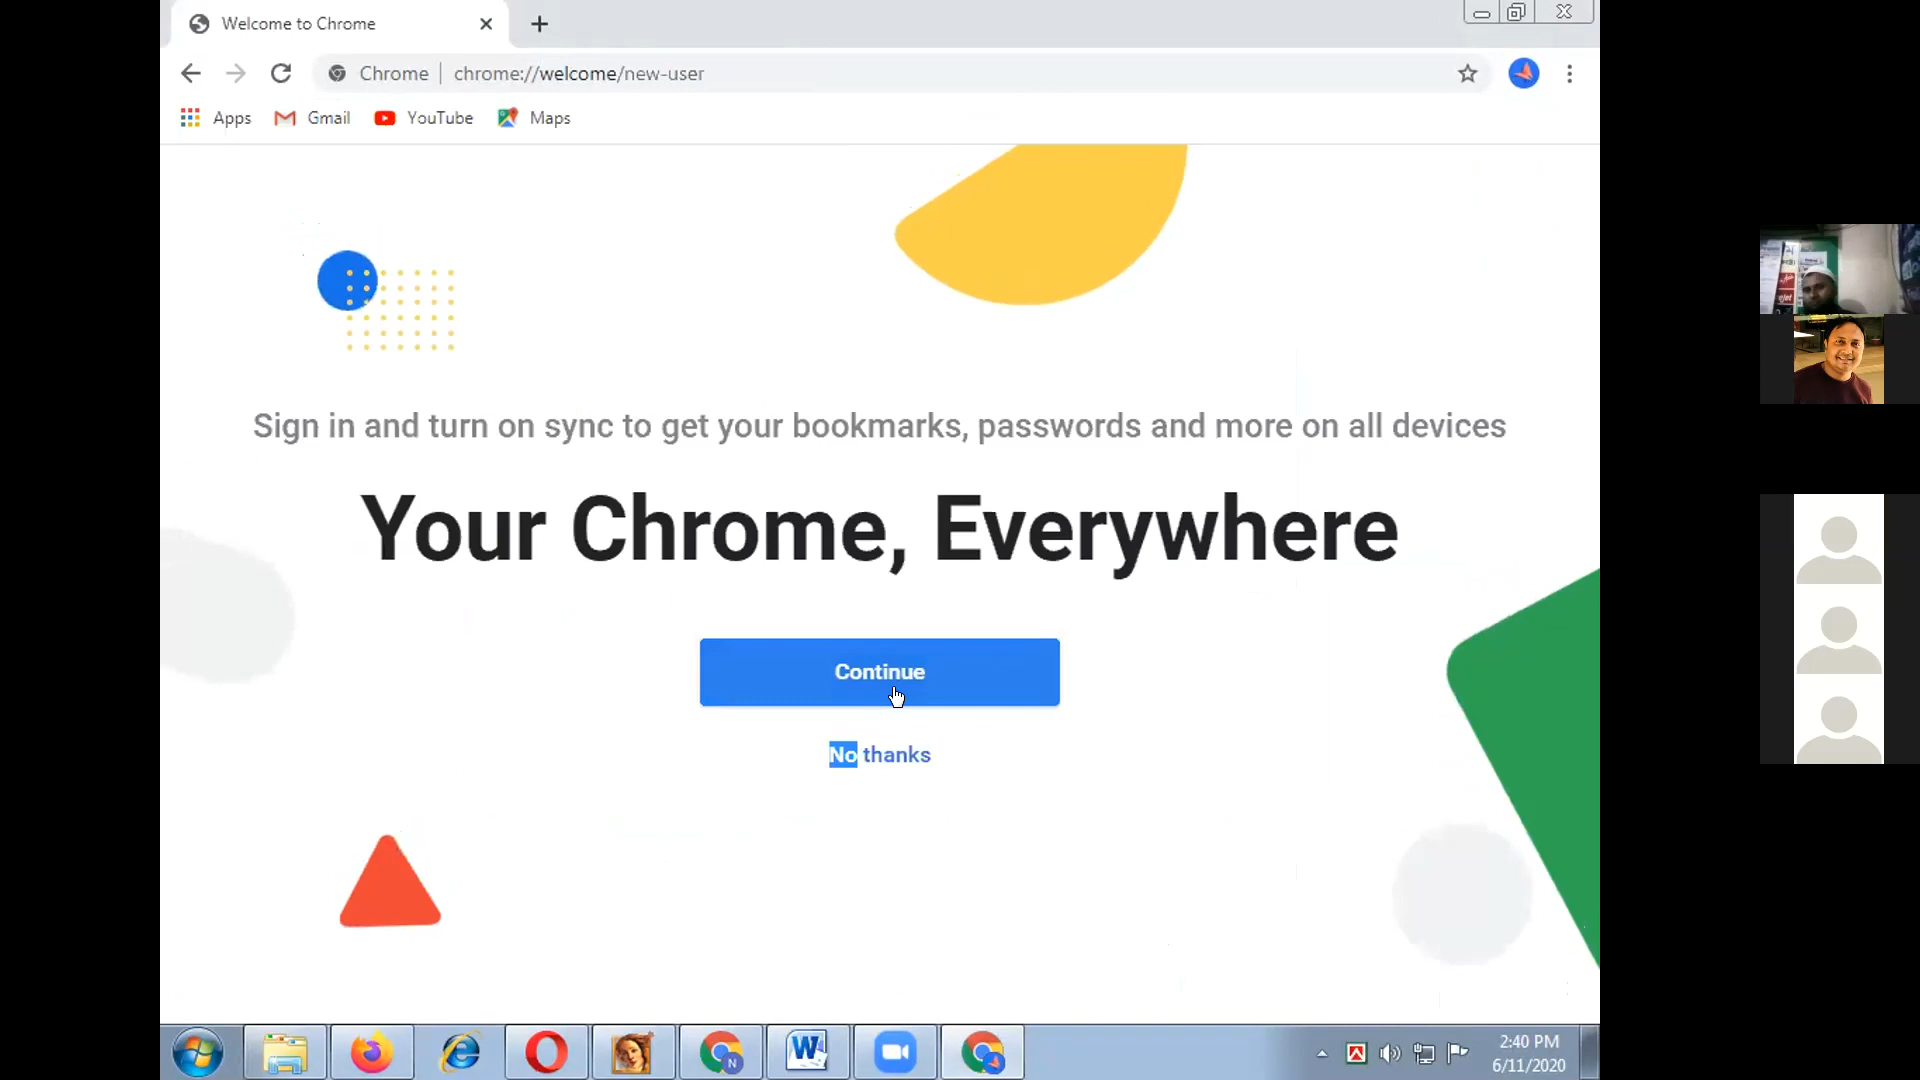 Welcome to Chrome
Chrome | chrome://welcome/new-user
Apps Gmail YouTube Maps
Sign in and turn on sync to get your bookmarks, passwords and more on all devices
Your Chrome, Everywhere
Continue
No thanks
N
W
2:40 PM
6/11/2020